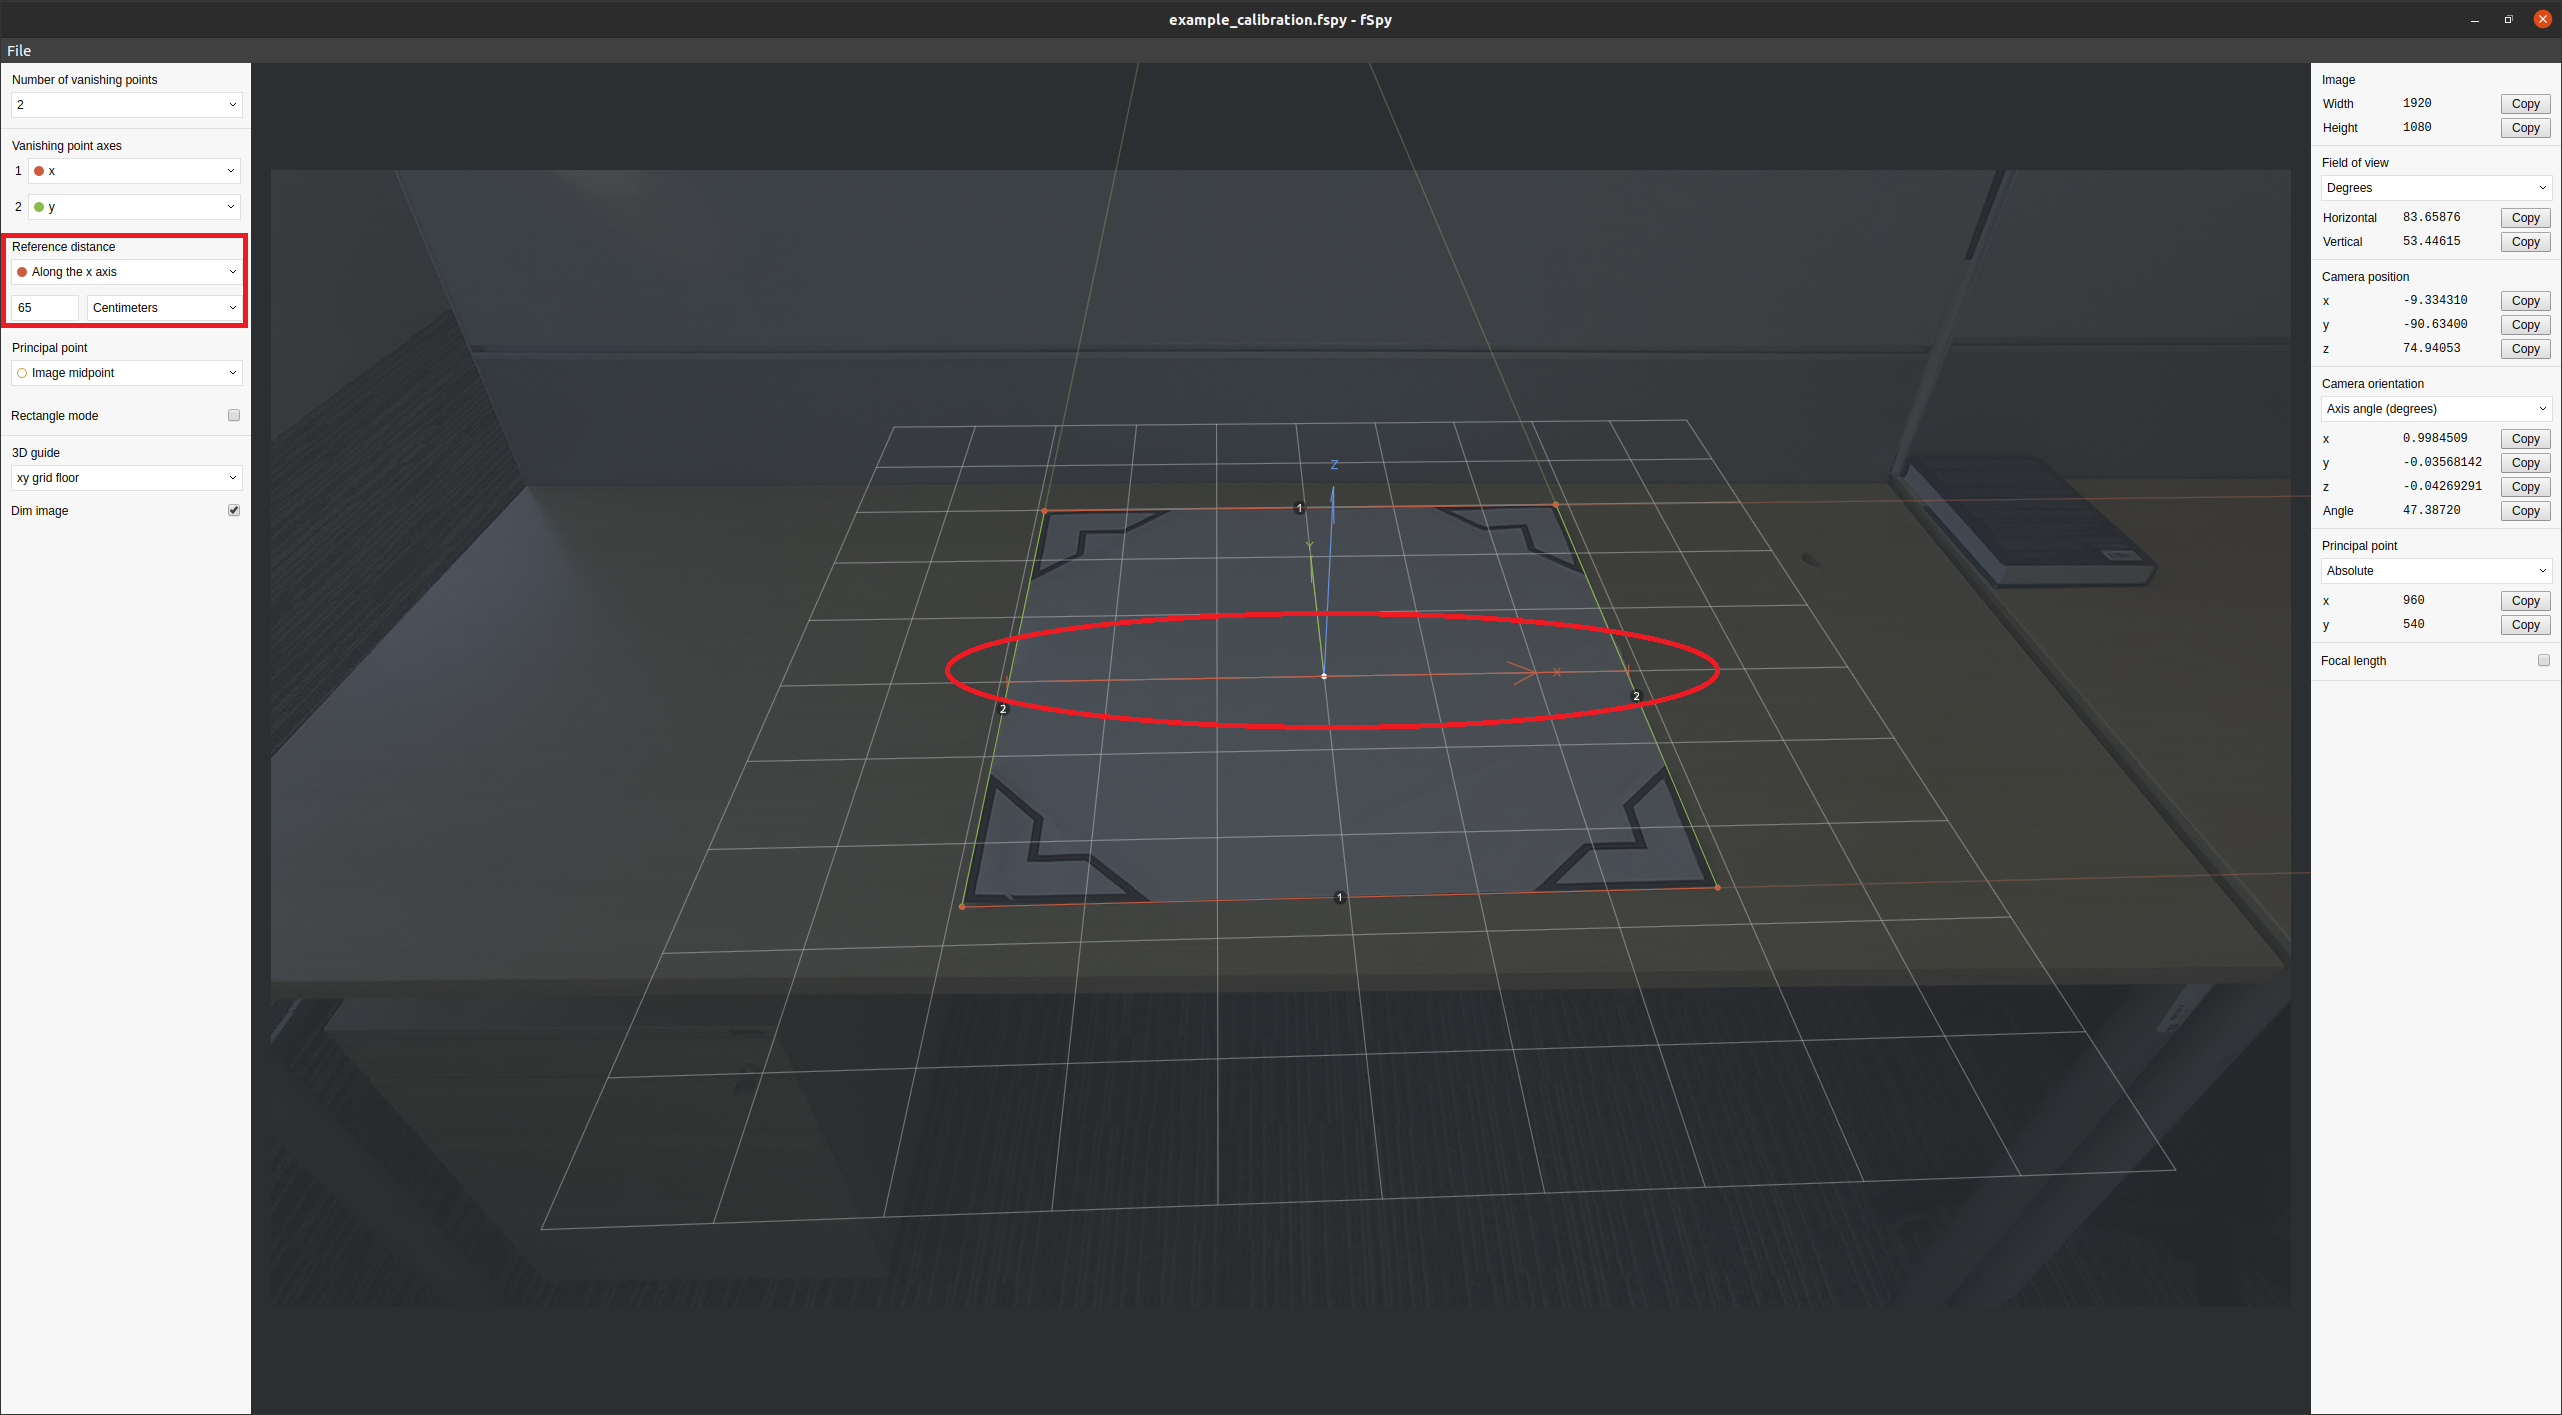 example_calibration.fspy - fSpy
File
Number of vanishing points
2
Vanishing point axes
1 x
2 y
Reference distance
Along the x axis
65 Centimeters
Principal point
Image midpoint
Rectangle mode
3D guide
xy grid floor
Dim image
Z
1
Y
X
2
2
1
Image
Width 1920 Copy
Height 1080 Copy
Field of view
Degrees
Horizontal 83.65876 Copy
Vertical 53.44615 Copy
Camera position
x -9.334310 Copy
y -90.63400 Copy
z 74.94053 Copy
Camera orientation
Axis angle (degrees)
x 0.9984509 Copy
y -0.03568142 Copy
z -0.04269291 Copy
Angle 47.38720 Copy
Principal point
Absolute
x 960 Copy
y 540 Copy
Focal length